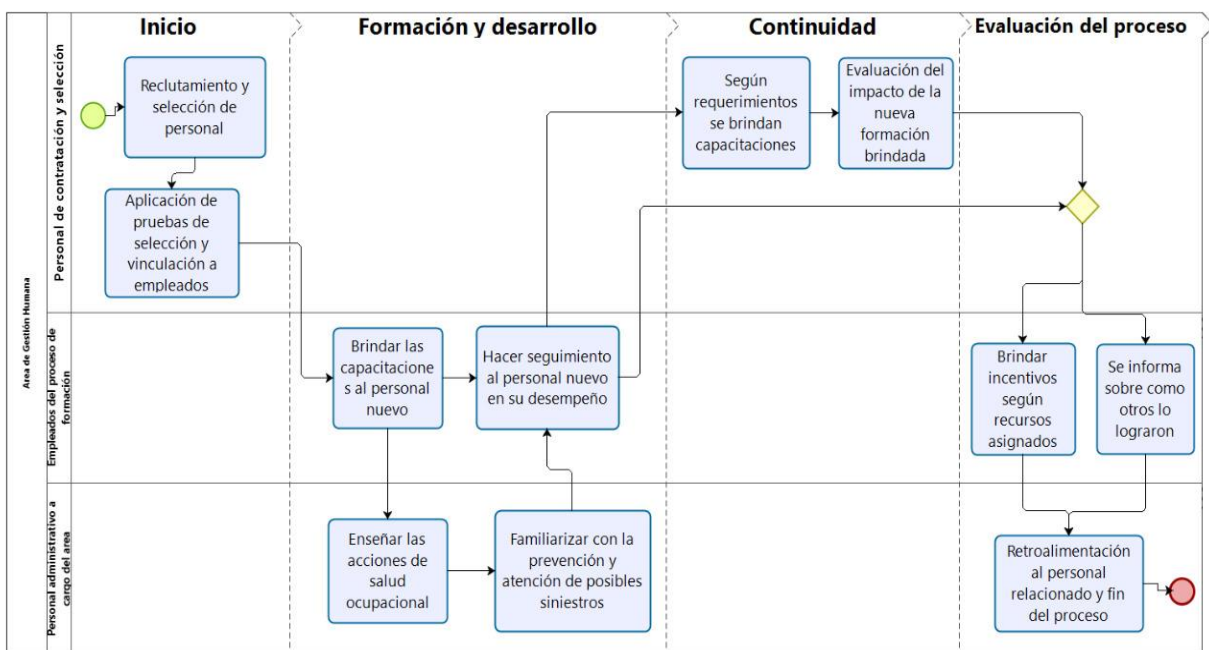 Inicio
Formación y desarrollo
Continuidad
Evaluación del proceso
Area de Gestión Humana
Personal de contratación y selección
Reclutamiento y
selección de
personal
Aplicación de
pruebas de
selección y
vinculación a
empleados
Según
requerimientos
se brindan
capacitaciones
Evaluación del
impacto de la
nueva
formación
brindada
Empleados del proceso de
formación
Brindar las
capacitacione
s al personal
nuevo
Hacer seguimiento
al personal nuevo
en su desempeño
Brindar
incentivos
según
recursos
asignados
Se informa
sobre como
otros lo
lograron
Personal administrativo a
cargo del area
Enseñar las
acciones de
salud
ocupacional
Familiarizar con la
prevención y
atención de posibles
siniestros
Retroalimentación
al personal
relacionado y fin
del proceso